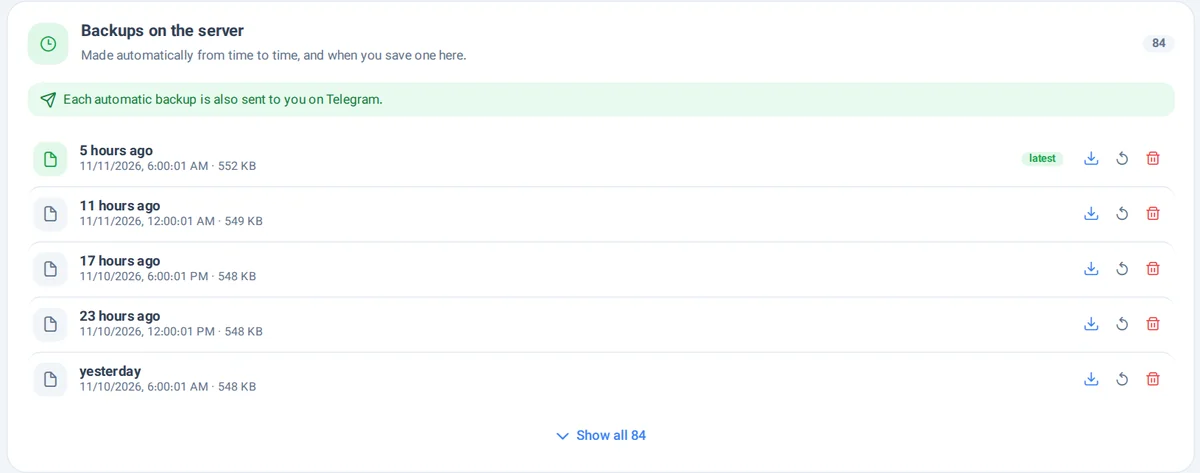 Backups on the server
Made automatically from time to time, and when you save one here.
84
Each automatic backup is also sent to you on Telegram.
5 hours ago
11/11/2026, 6:00:01 AM · 552 KB
latest
11 hours ago
11/11/2026, 12:00:01 AM · 549 KB
17 hours ago
11/10/2026, 6:00:01 PM · 548 KB
23 hours ago
11/10/2026, 12:00:01 PM · 548 KB
yesterday
11/10/2026, 6:00:01 AM · 548 KB
Show all 84